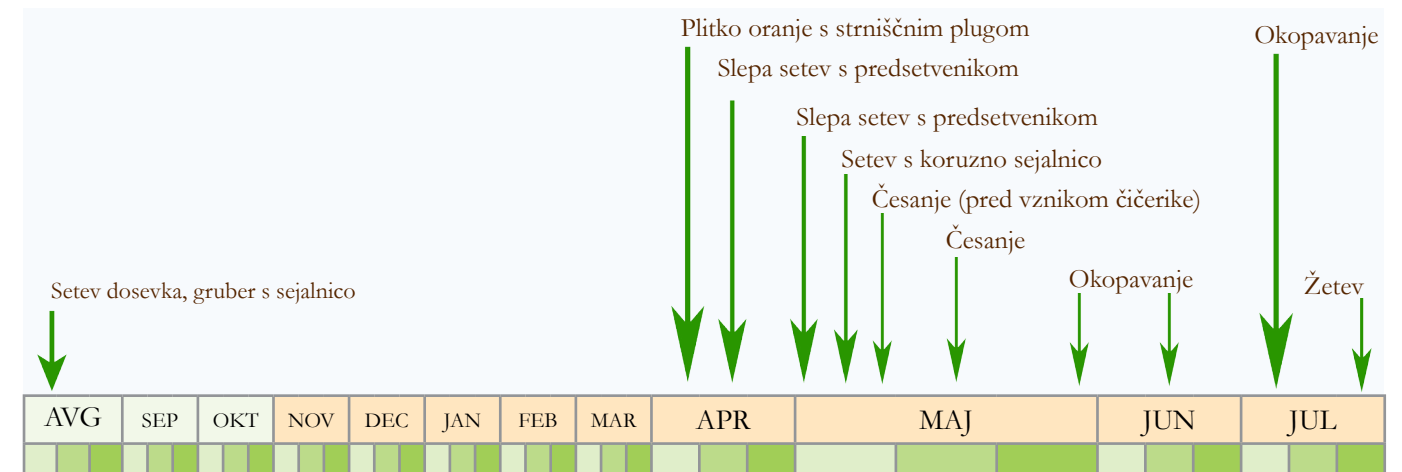 Plitko oranje s strniščnim plugom
Okopavanje
Slepa setev s predsetvenikom
Slepa setev s predsetvenikom
Setev s koruzno sejalnico
Česanje (pred vznikom čičerike)
Česanje
Okopavanje
Žetev
Setev dosevka, gruber s sejalnico
AVG SEP OKT NOV DEC JAN FEB MAR APR MAJ JUN JUL